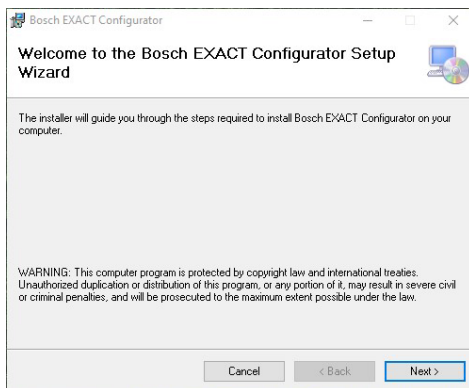 Bosch EXACT Configurator
Welcome to the Bosch EXACT Configurator Setup
Wizard
The installer will guide you through the steps required to install Bosch EXACT Configurator on your
computer.
WARNING: This computer program is protected by copyright law and international treaties.
Unauthorized duplication or distribution of this program, or any portion of it, may result in severe civil
or criminal penalties, and will be prosecuted to the maximum extent possible under the law.
Cancel
< Back
Next >